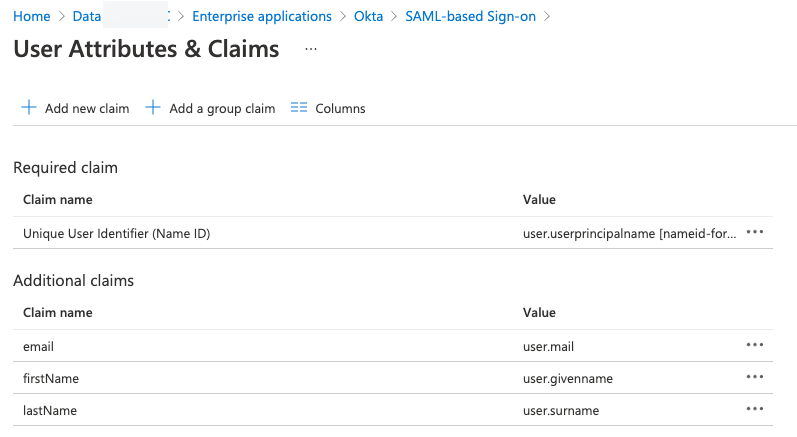 Home > Data > Enterprise applications > Okta > SAML-based Sign-on >
User Attributes & Claims ...
+ Add new claim + Add a group claim Columns
Required claim
Claim name Value
Unique User Identifier (Name ID) user.userprincipalname [nameid-for... •••
Additional claims
Claim name Value
email user.mail •••
firstName user.givenname •••
lastName user.surname •••